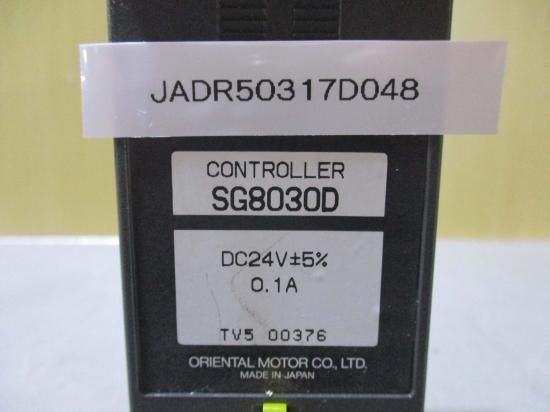 JADR50317D048
CONTROLLER
SG8030D
DC24V±5%
0.1A
TV5 00376
ORIENTAL MOTOR CO., LTD.
MADE IN JAPAN